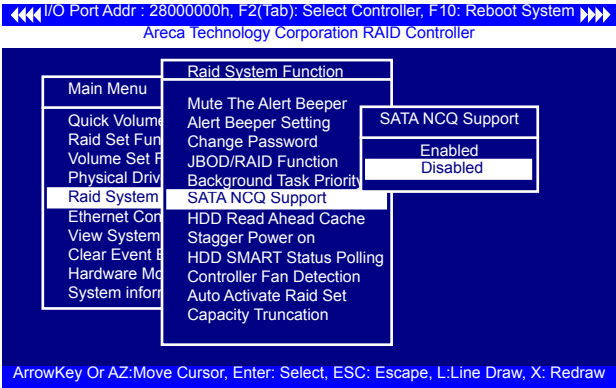 I/O Port Addr : 28000000h, F2(Tab): Select Controller, F10: Reboot System
Areca Technology Corporation RAID Controller
Main Menu
Quick Volume
Raid Set Fun
Volume Set F
Physical Driv
Raid System
Ethernet Con
View System
Clear Event E
Hardware Mo
System inforr
Raid System Function
Mute The Alert Beeper
Alert Beeper Setting
Change Password
JBOD/RAID Function
Background Task Priority
SATA NCQ Support
HDD Read Ahead Cache
Stagger Power on
HDD SMART Status Polling
Controller Fan Detection
Auto Activate Raid Set
Capacity Truncation
SATA NCQ Support
Enabled
Disabled
ArrowKey Or AZ:Move Cursor, Enter: Select, ESC: Escape, L:Line Draw, X: Redraw